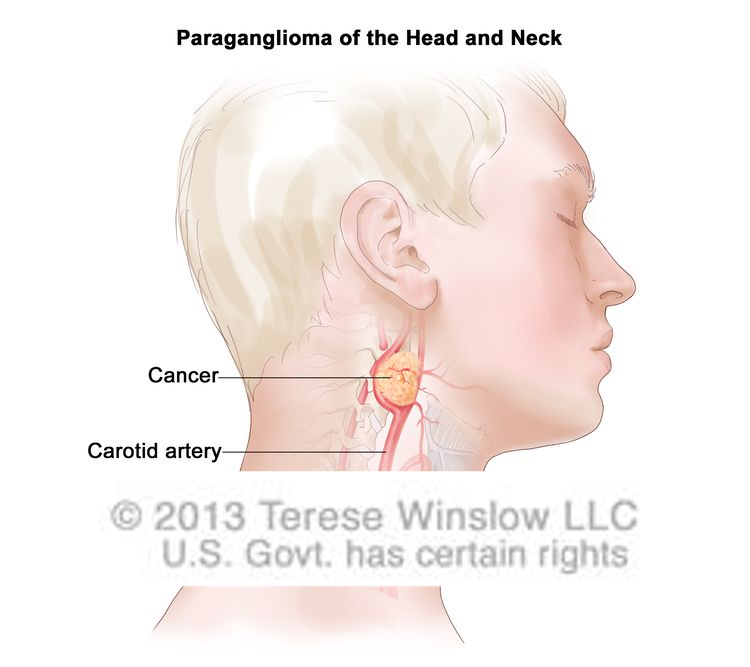 Paraganglioma of the Head and Neck
Cancer
Carotid artery
© 2013 Terese Winslow LLC
U.S. Govt. has certain rights